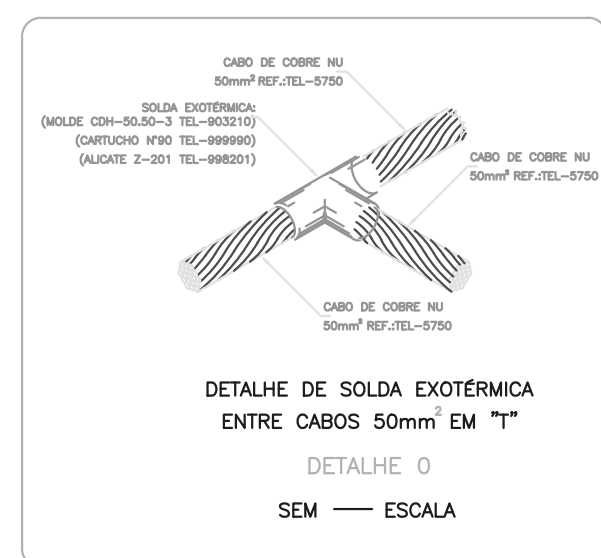 CABO DE COBRE NU
50mm² REF.:TEL-5750
SOLDA EXOTÉRMICA:
(MOLDE CDH-50.50-3 TEL-903210)
(CARTUCHO N°90 TEL-999990)
(ALICATE Z-201 TEL-998201)
CABO DE COBRE NU
50mm² REF.:TEL-5750
CABO DE COBRE NU
50mm² REF.:TEL-5750
DETALHE DE SOLDA EXOTÉRMICA
ENTRE CABOS 50mm² EM "T"
DETALHE 0
SEM — ESCALA